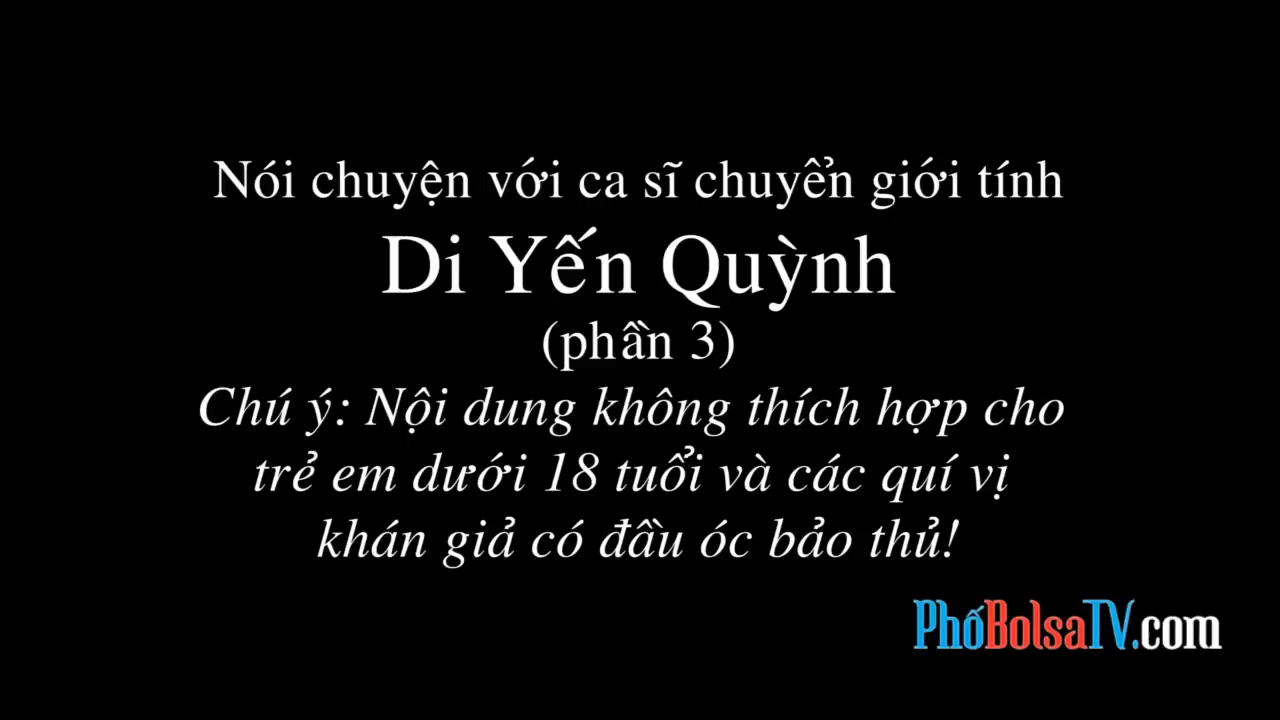 Nói chuyện với ca sĩ chuyển giới tính
Di Yến Quỳnh
(phần 3)
Chú ý: Nội dung không thích hợp cho
trẻ em dưới 18 tuổi và các quí vị
khán giả có đầu óc bảo thủ!
PhốBolsaTV.com